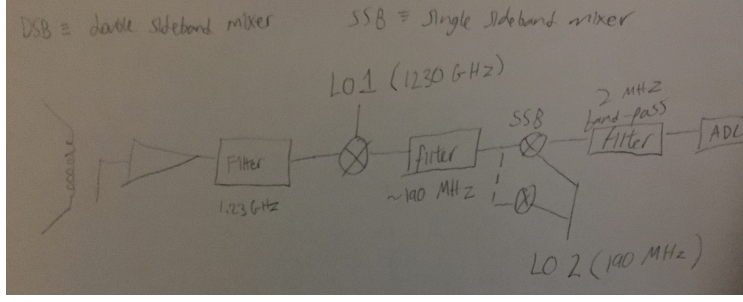 DSB ≡ double sideband mixer
SSB ≡ single sideband mixer
LO1 (1230 GHz)
2 MHz
band-pass
SSB
Filter
filter
filter
ADC
1.23 GHz
~190 MHz
LO 2 (190 MHz)